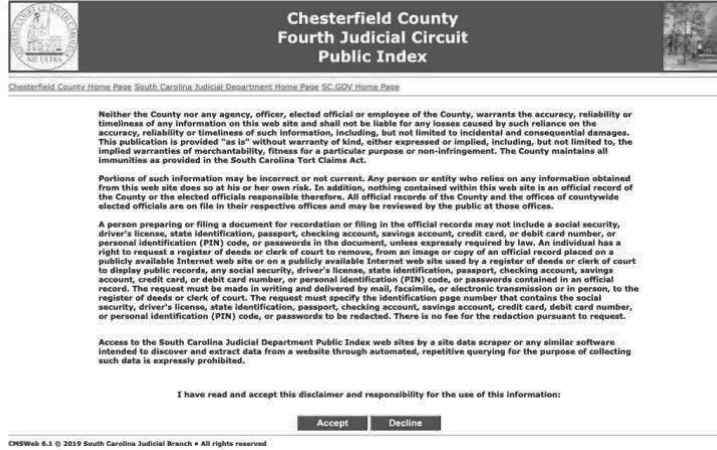 Chesterfield County
Fourth Judicial Circuit
Public Index
Chesterfield County Home Page South Carolina Judicial Department Home Page SC.GOV Home Page
Neither the County nor any agency, officer, elected official or employee of the County, warrants the accuracy, reliability or
timeliness of any information on this web site and shall not be liable for any losses caused by such reliance on the
accuracy, reliability or timeliness of such information, including, but not limited to incidental and consequential damages.
This publication is provided "as is" without warranty of kind, either expressed or implied, including, but not limited to, the
implied warranties of merchantability, fitness for a particular purpose or non-infringement. The County maintains all
immunities as provided in the South Carolina Tort Claims Act.
Portions of such information may be incorrect or not current. Any person or entity who relies on any information obtained
from this web site does so at his or her own risk. In addition, nothing contained within this web site is an official record of
the County or the elected officials responsible therefore. All official records of the County and the offices of countywide
elected officials are on file in their respective offices and may be reviewed by the public at those offices.
A person preparing or filing a document for recordation or filing in the official records may not include a social security,
driver's license, state identification, passport, checking account, savings account, credit card, or debit card number, or
personal identification (PIN) code, or passwords in the document, unless expressly required by law. An individual has a
right to request a register of deeds or clerk of court to remove, from an image or copy of an official record placed on a
publicly available Internet web site or on a publicly available Internet web site used by a register of deeds or clerk of court
to display public records, any social security, driver's license, state identification, passport, checking account, savings
account, credit card, or debit card number, or personal identification (PIN) code, or passwords contained in an official
record. The request must be made in writing and delivered by mail, facsimile, or electronic transmission or in person, to the
register of deeds or clerk of court. The request must specify the identification page number that contains the social
security, driver's license, state identification, passport, checking account, savings account, credit card, debit card number,
or personal identification (PIN) code, or passwords to be redacted. There is no fee for the redaction pursuant to request.
Access to the South Carolina Judicial Department Public Index web sites by a site data scraper or any similar software
intended to discover and extract data from a website through automated, repetitive querying for the purpose of collecting
such data is expressly prohibited.
I have read and accept this disclaimer and responsibility for the use of this information:
Accept Decline
CMSWeb 6.1 © 2019 South Carolina Judicial Branch • All rights reserved